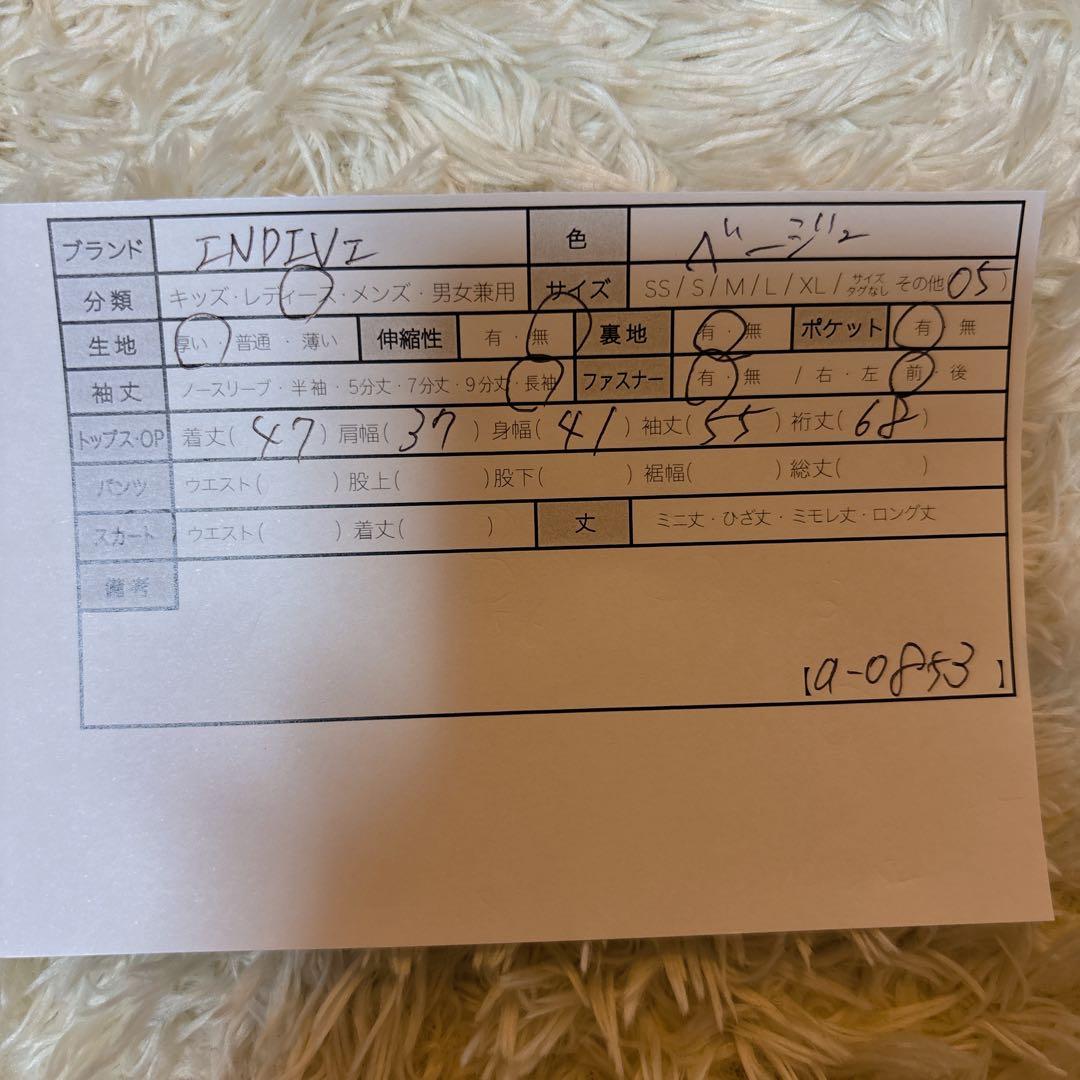 ブランド INDIVI 色 ベージュ
分類 キッズ・レディース・メンズ・男女兼用 サイズ SS/S/M/L/XL/サイズタグなし その他05)
生地 厚い・普通・薄い 伸縮性 有・無 裏地 有・無 ポケット 有・無
袖丈 ノースリーブ・半袖・5分丈・7分丈・9分丈・長袖 ファスナー 有・無 /右・左・前・後
トップス・OP 着丈(47)肩幅(37)身幅(41)袖丈(55)裄丈(68)
パンツ ウエスト( )股上( )股下( )裾幅( )総丈( )
スカート ウエスト( )着丈( ) 丈 ミニ丈・ひざ丈・ミモレ丈・ロング丈
備考
【a-0853】